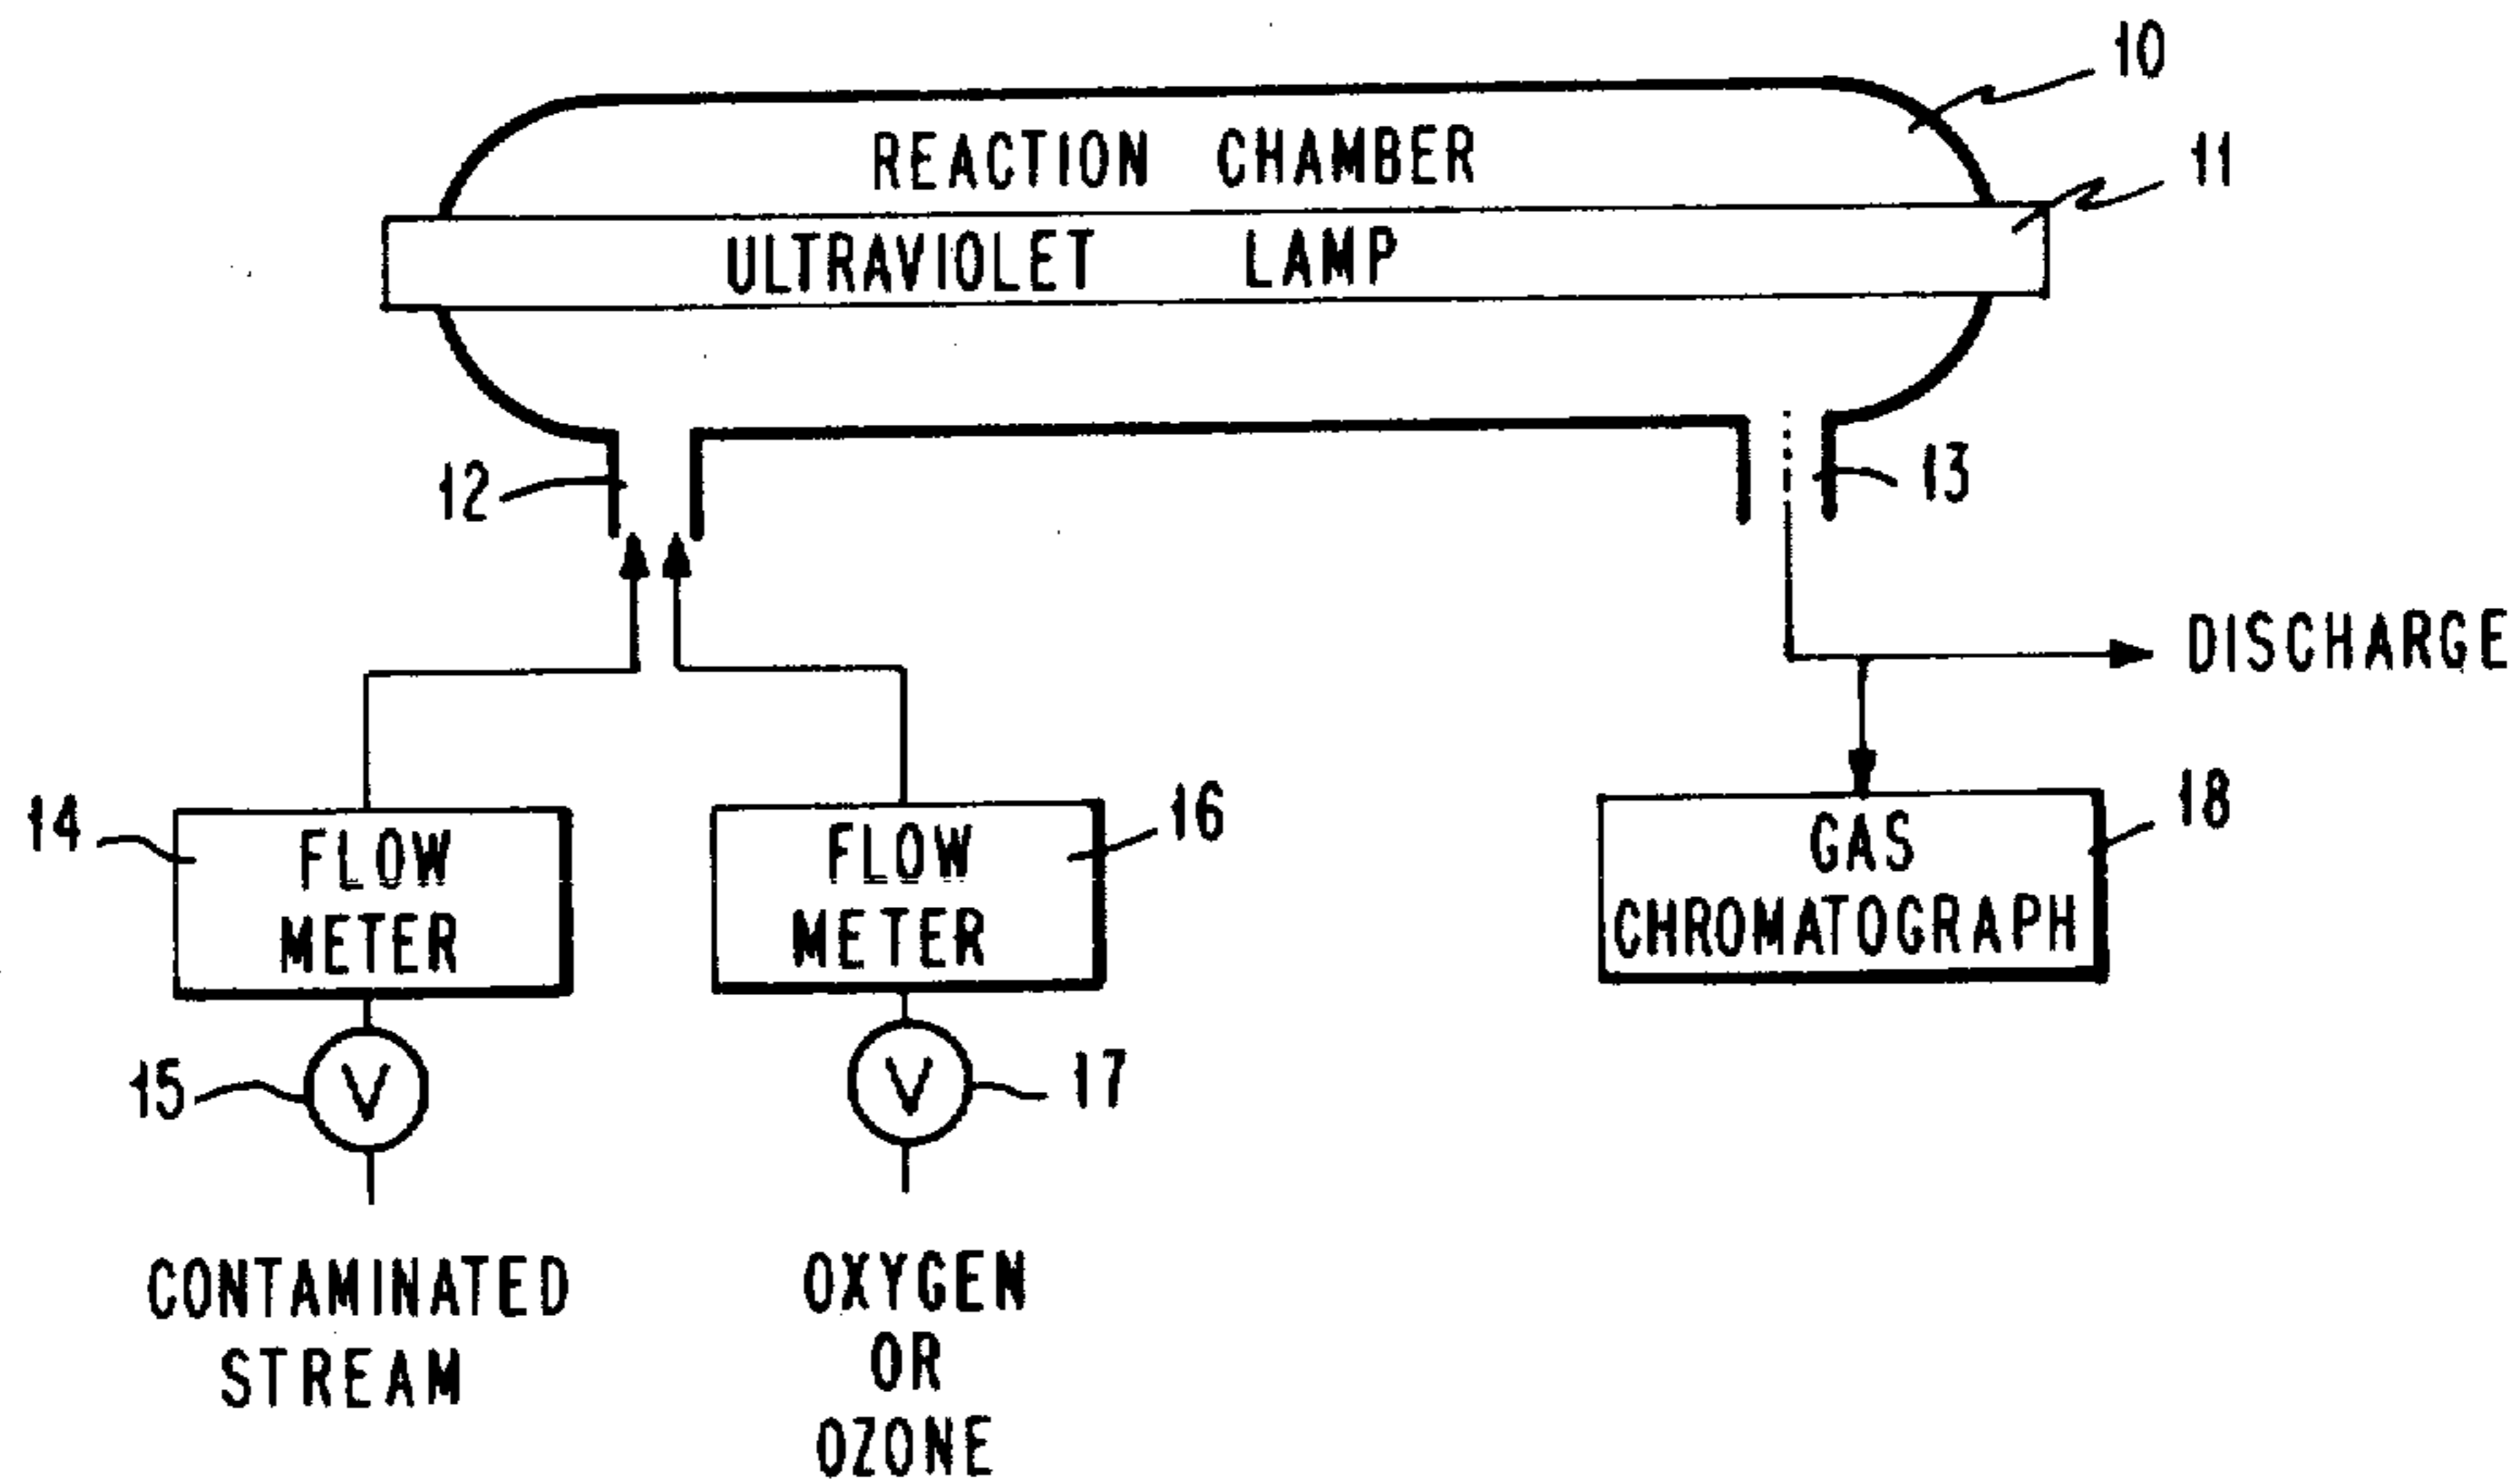 10
REACTION CHAMBER
11
ULTRAVIOLET LAMP
12
13
DISCHARGE
14
FLOW
METER
16
FLOW
METER
18
GAS
CHROMATOGRAPH
15
V
17
V
CONTAMINATED
STREAM
OXYGEN
OR
OZONE